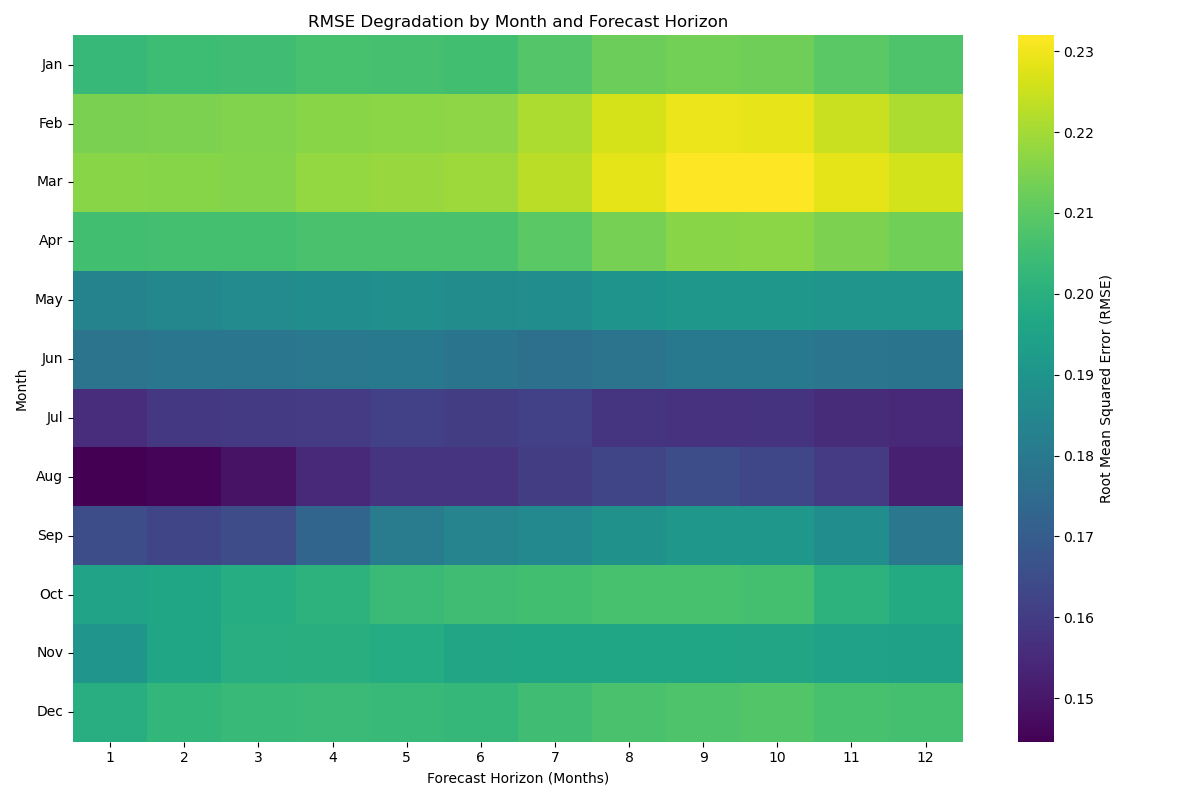 RMSE Degradation by Month and Forecast Horizon
Month
Jan
Feb
Mar
Apr
May
Jun
Jul
Aug
Sep
Oct
Nov
Dec
1 2 3 4 5 6 7 8 9 10 11 12
Forecast Horizon (Months)
0.23
0.22
0.21
0.20
0.19
0.18
0.17
0.16
0.15
Root Mean Squared Error (RMSE)